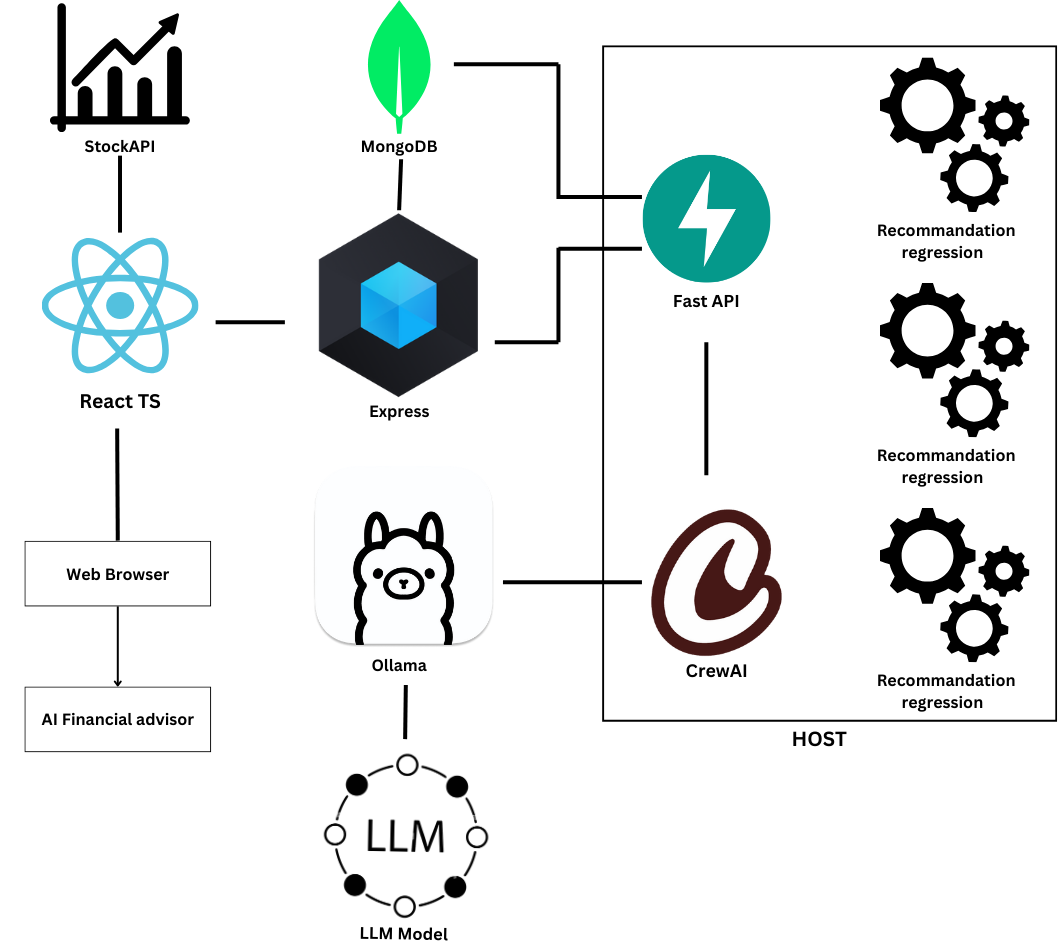 StockAPI
MongoDB
Recommandation
regression
Fast API
React TS
Express
Recommandation
regression
Web Browser
Ollama
CrewAI
Recommandation
regression
AI Financial advisor
HOST
LLM
LLM Model